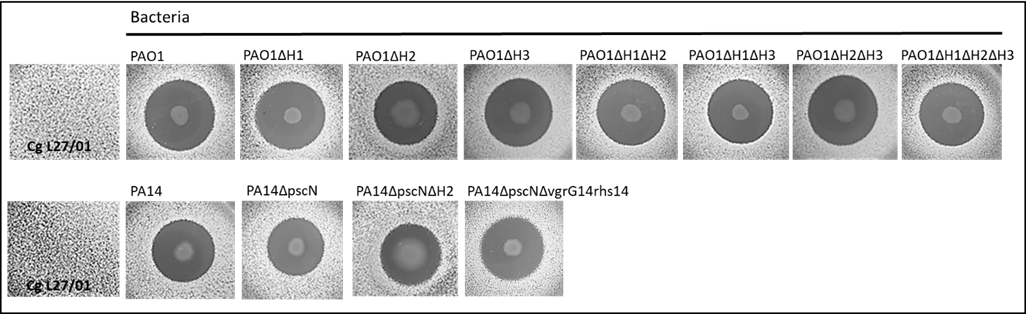 Bacteria
PAO1 PAO1ΔH1 PAO1ΔH2 PAO1ΔH3 PAO1ΔH1ΔH2 PAO1ΔH1ΔH3 PAO1ΔH2ΔH3 PAO1ΔH1ΔH2ΔH3
Cg L27/01
PA14 PA14ΔpscN PA14ΔpscNΔH2 PA14ΔpscNΔvgrG14rhs14
Cg L27/01